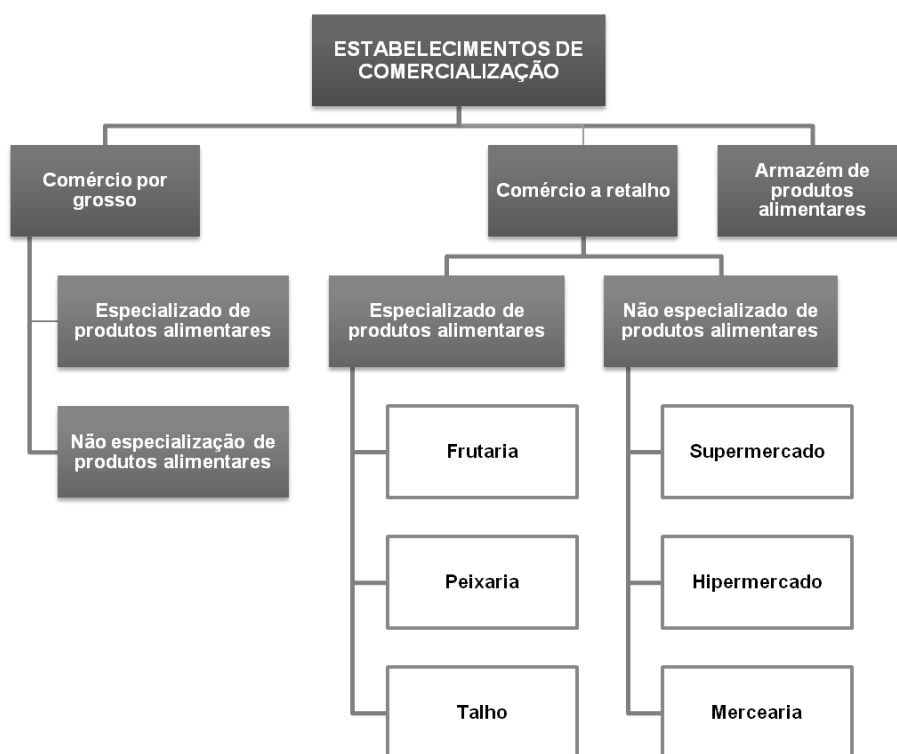 ESTABELECIMENTOS DE
COMERCIALIZAÇÃO
Comércio por
grosso
Comércio a retalho
Armazém de
produtos
alimentares
Especializado de
produtos alimentares
Não especialização de
produtos alimentares
Especializado de
produtos alimentares
Não especializado de
produtos alimentares
Frutaria
Peixaria
Talho
Supermercado
Hipermercado
Mercearia